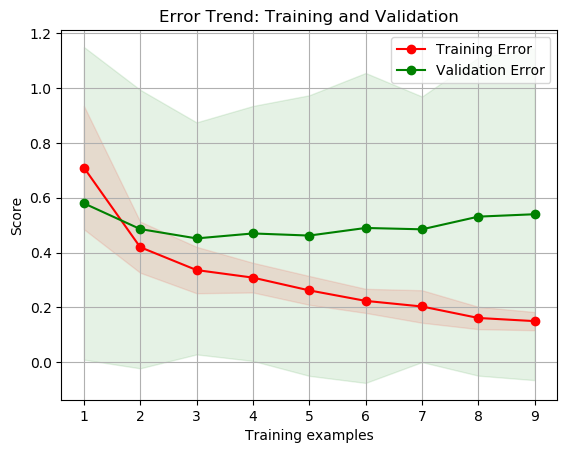 Error Trend: Training and Validation
Training Error
Validation Error
Score
1.2
1.0
0.8
0.6
0.4
0.2
0.0
1 2 3 4 5 6 7 8 9
Training examples